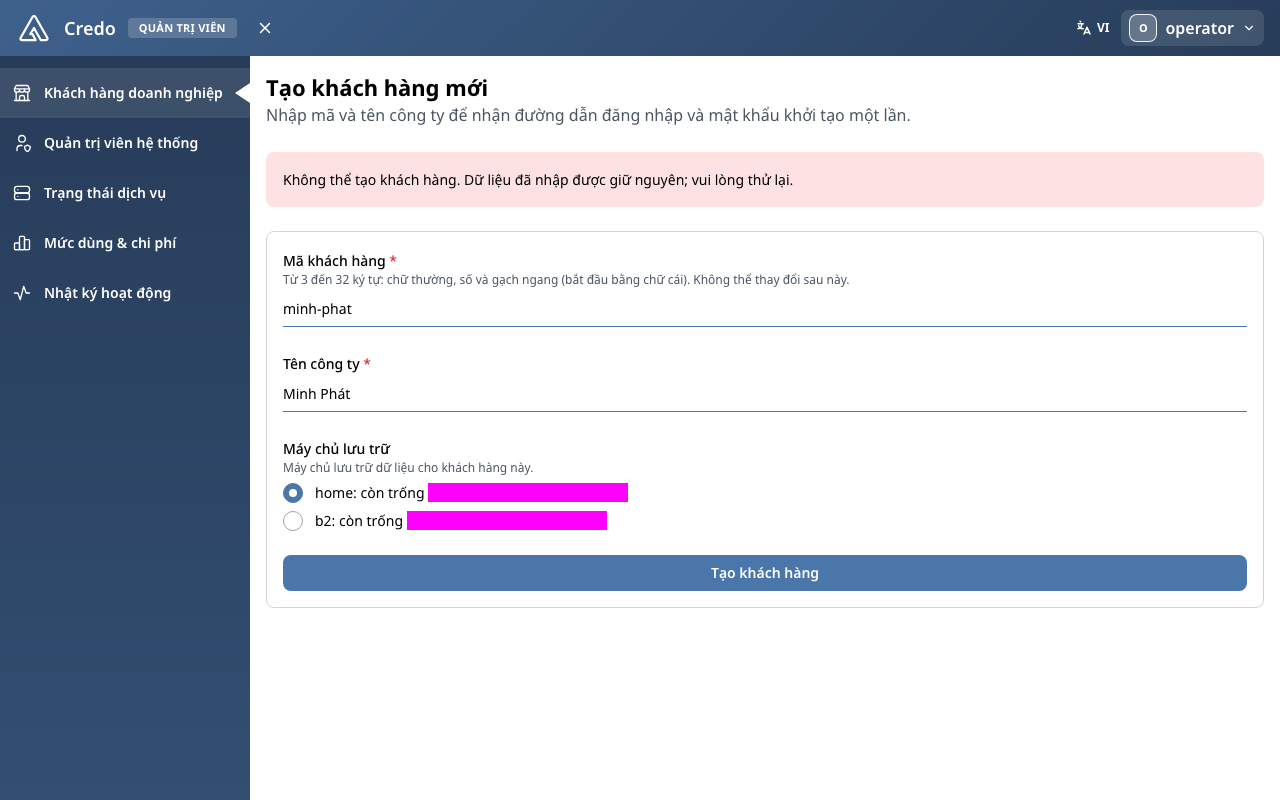 Credo
QUẢN TRỊ VIÊN
VI
O
operator
Khách hàng doanh nghiệp
Quản trị viên hệ thống
Trạng thái dịch vụ
Mức dùng & chi phí
Nhật ký hoạt động
Tạo khách hàng mới
Nhập mã và tên công ty để nhận đường dẫn đăng nhập và mật khẩu khởi tạo một lần.
Không thể tạo khách hàng. Dữ liệu đã nhập được giữ nguyên; vui lòng thử lại.
Mã khách hàng *
Từ 3 đến 32 ký tự: chữ thường, số và gạch ngang (bắt đầu bằng chữ cái). Không thể thay đổi sau này.
minh-phat
Tên công ty *
Minh Phát
Máy chủ lưu trữ
Máy chủ lưu trữ dữ liệu cho khách hàng này.
home: còn trống
b2: còn trống
Tạo khách hàng